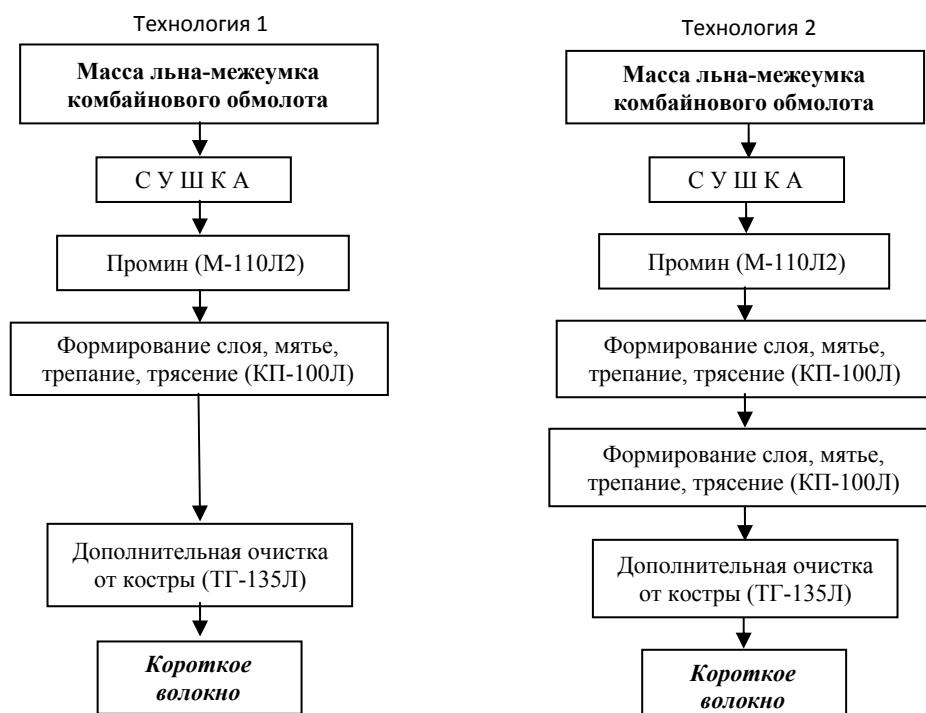 Технология 1
Масса льна-межеумка
комбайнового обмолота
С У Ш К А
Промин (М-110Л2)
Формирование слоя, мятье,
трепание, трясение (КП-100Л)
Дополнительная очистка
от костры (ТГ-135Л)
Короткое
волокно
Технология 2
Масса льна-межеумка
комбайнового обмолота
С У Ш К А
Промин (М-110Л2)
Формирование слоя, мятье,
трепание, трясение (КП-100Л)
Формирование слоя, мятье,
трепание, трясение (КП-100Л)
Дополнительная очистка
от костры (ТГ-135Л)
Короткое
волокно